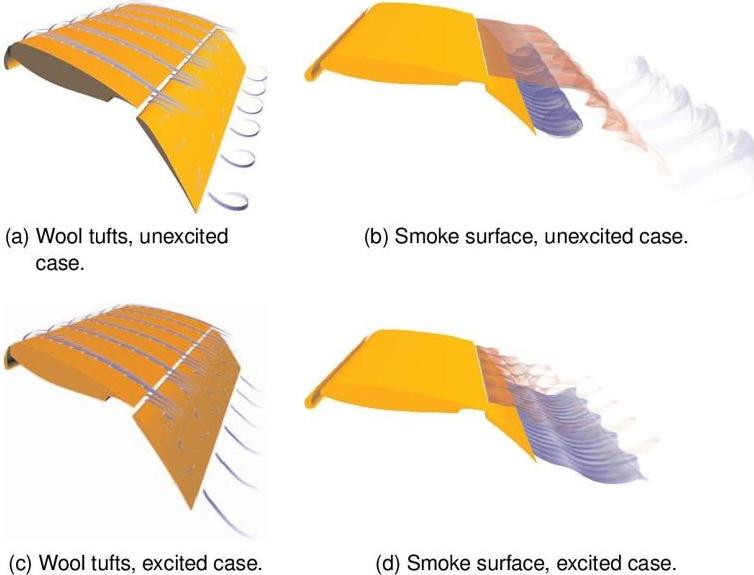 (a) Wool tufts, unexcited
case.
(b) Smoke surface, unexcited case.
(c) Wool tufts, excited case.
(d) Smoke surface, excited case.